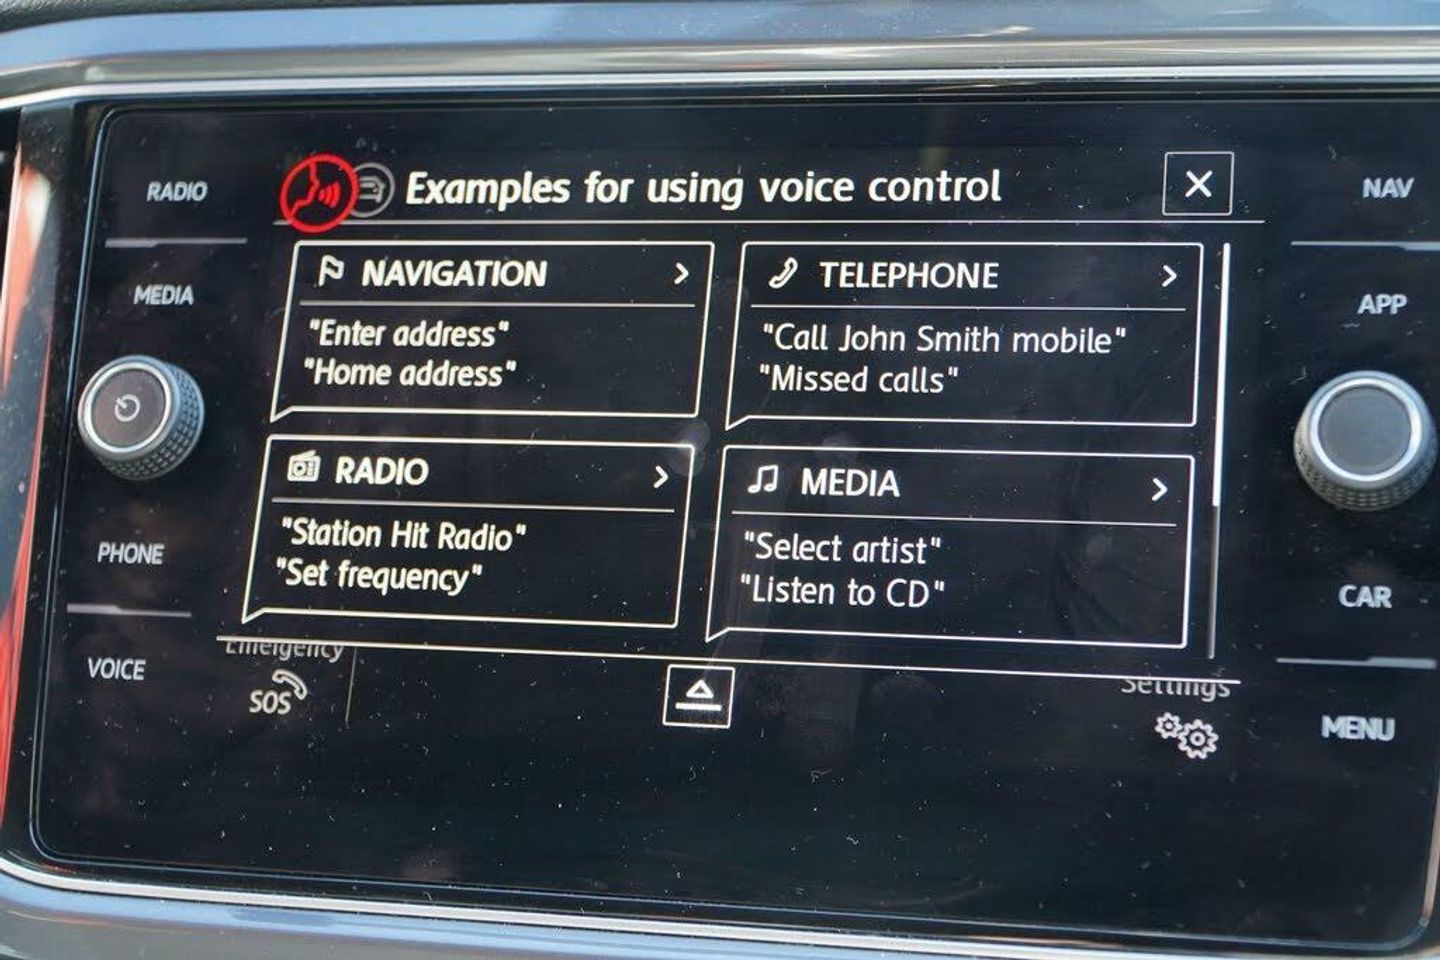 RADIO
MEDIA
PHONE
VOICE
Examples for using voice control
NAVIGATION
"Enter address"
"Home address"
TELEPHONE
"Call John Smith mobile"
"Missed calls"
RADIO
"Station Hit Radio"
"Set frequency"
MEDIA
"Select artist"
"Listen to CD"
Emergency
SOS
Settings
NAV
APP
CAR
MENU